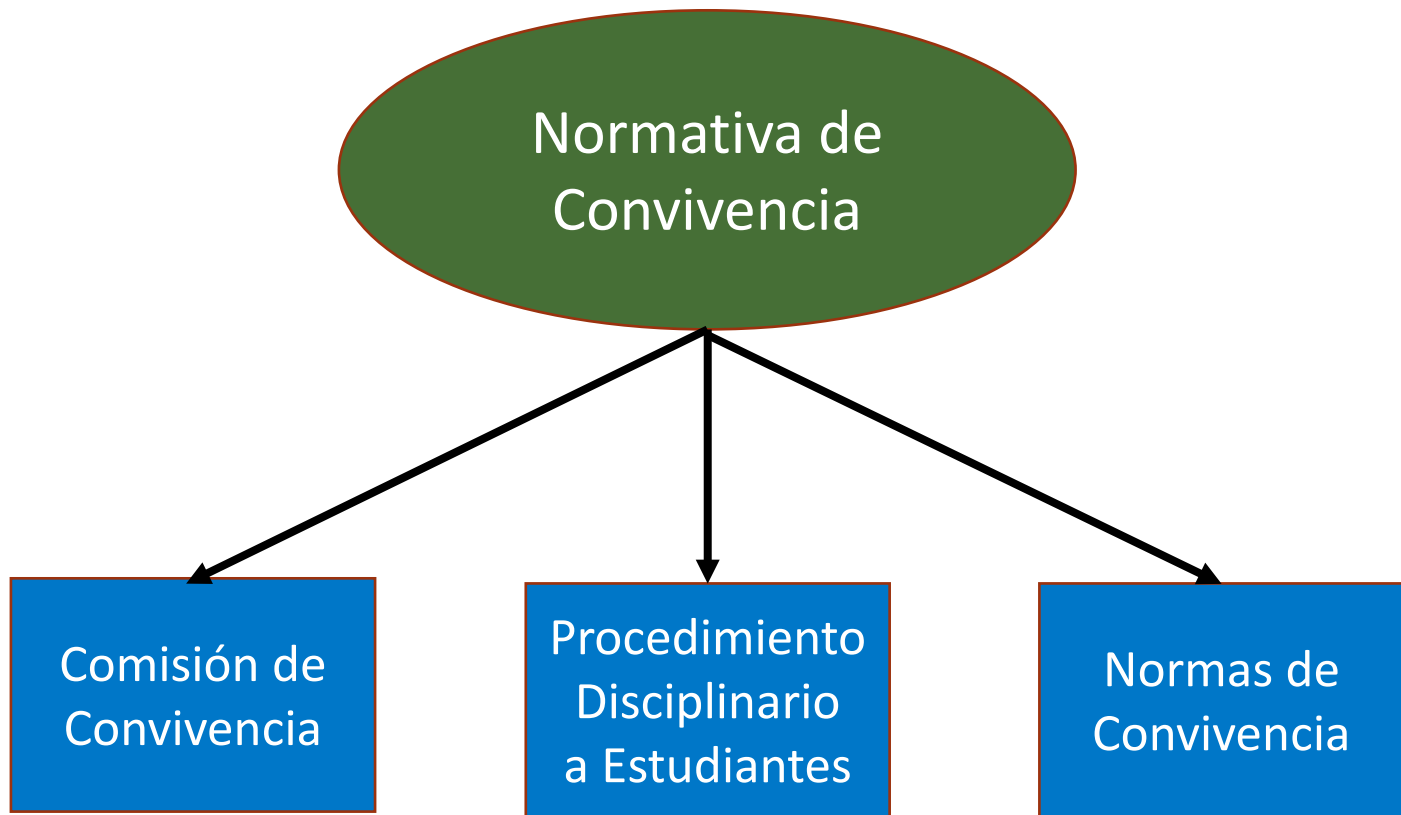 Normativa de
Convivencia
Comisión de
Convivencia
Procedimiento
Disciplinario
a Estudiantes
Normas de
Convivencia